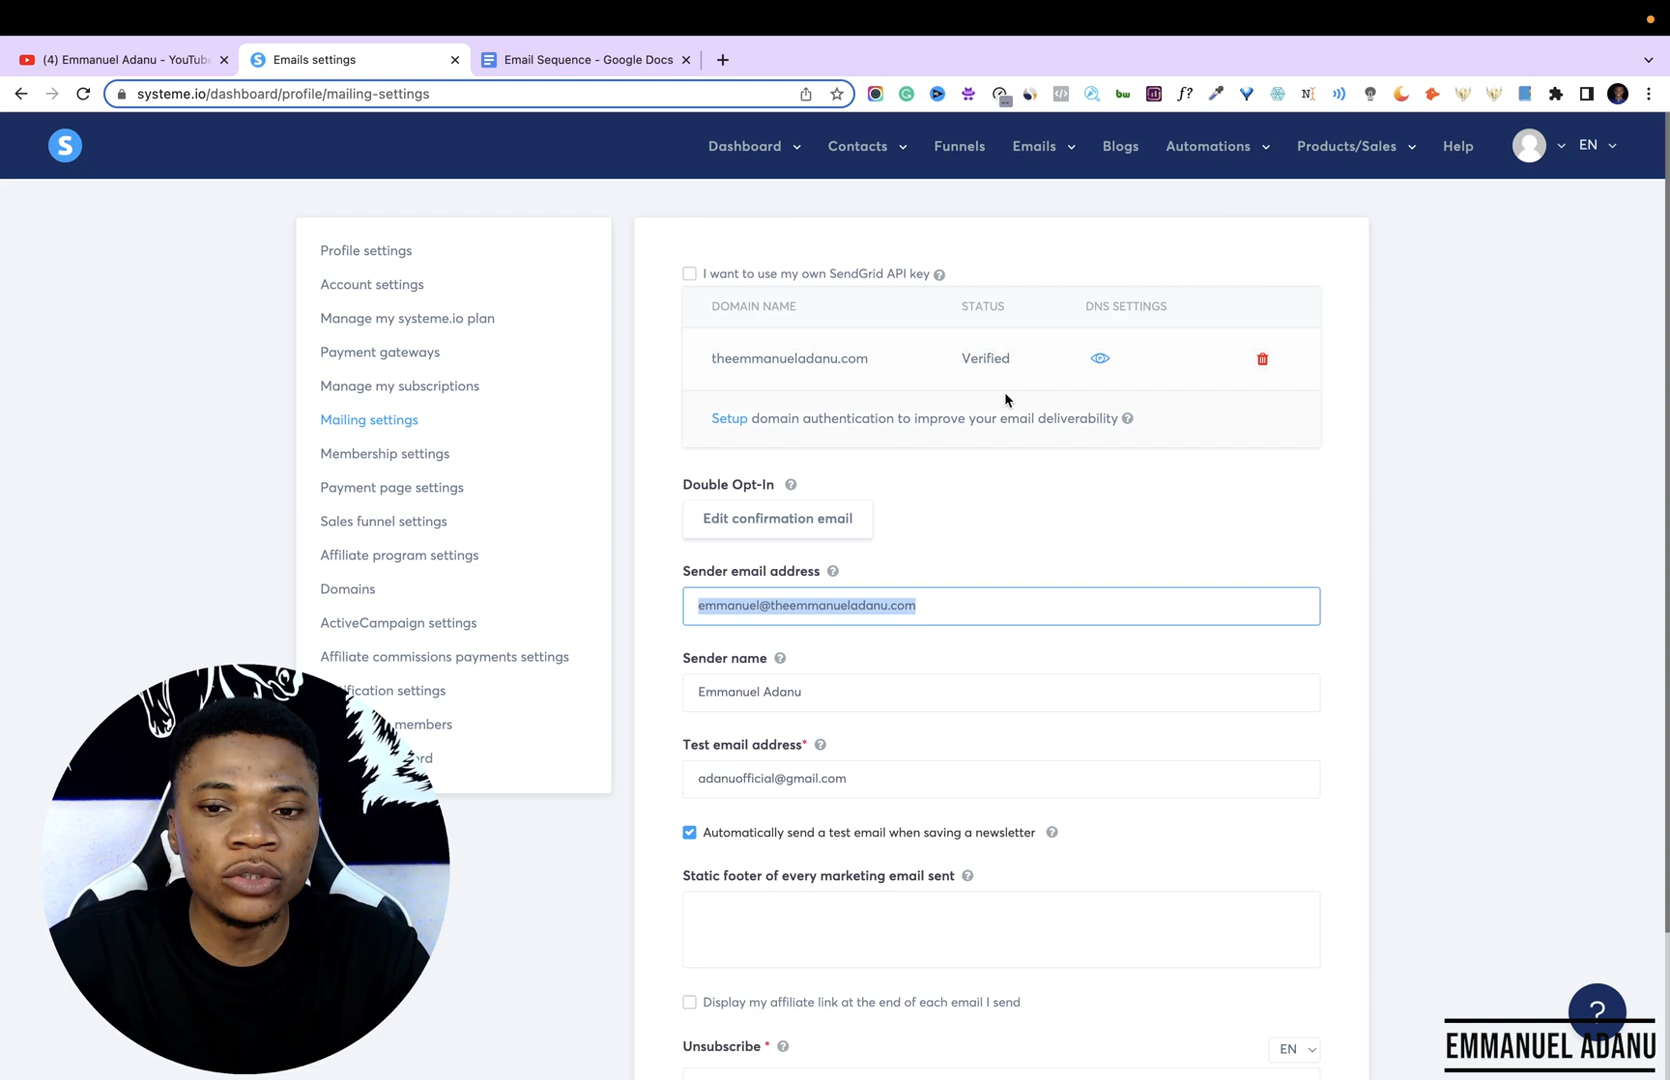 (4) Emmanuel Adanu - YouTube
Emails settings
Email Sequence - Google Docs
systeme.io/dashboard/profile/mailing-settings
S
Dashboard
Contacts
Funnels
Emails
Blogs
Automations
Products/Sales
Help
EN
Profile settings
Account settings
Manage my systeme.io plan
Payment gateways
Manage my subscriptions
Mailing settings
Membership settings
Payment page settings
Sales funnel settings
Affiliate program settings
Domains
ActiveCampaign settings
Affiliate commissions payments settings
ification settings
members
rd
I want to use my own SendGrid API key ?
DOMAIN NAME STATUS DNS SETTINGS
theemmanueladanu.com Verified
Setup domain authentication to improve your email deliverability ?
Double Opt-In ?
Edit confirmation email
Sender email address ?
emmanuel@theemmanueladanu.com
Sender name ?
Emmanuel Adanu
Test email address* ?
adanuofficial@gmail.com
Automatically send a test email when saving a newsletter ?
Static footer of every marketing email sent ?
Display my affiliate link at the end of each email I send
Unsubscribe * ?
EN
?
EMMANUEL ADANU